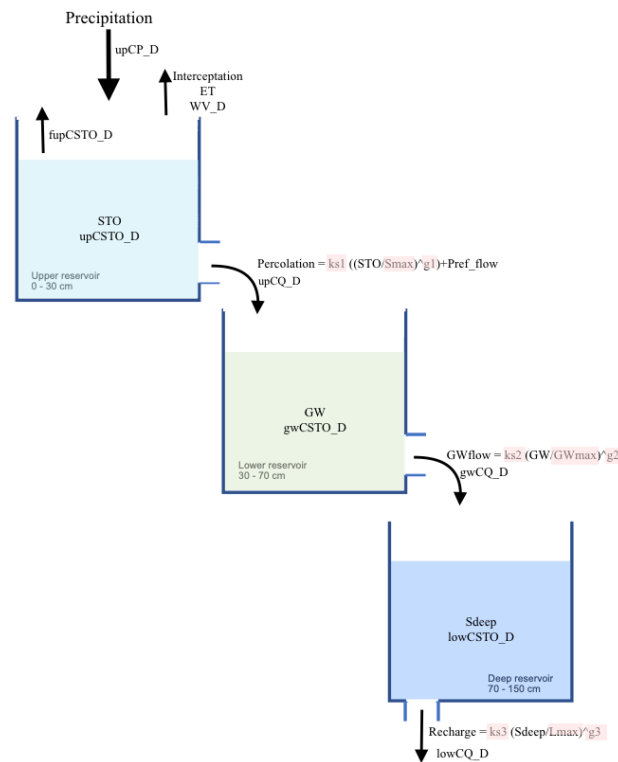 Precipitation
upCP_D
Interceptation
ET
WV_D
fupCSTO_D
STO
upCSTO_D
Upper reservoir
0 - 30 cm
Percolation = ks1 ((STO/Smax)^g1)+Pref_flow
upCQ_D
GW
gwCSTO_D
Lower reservoir
30 - 70 cm
GWflow = ks2 (GW/GWmax)^g2
gwCQ_D
Sdeep
lowCSTO_D
Deep reservoir
70 - 150 cm
Recharge = ks3 (Sdeep/Lmax)^g3
lowCQ_D